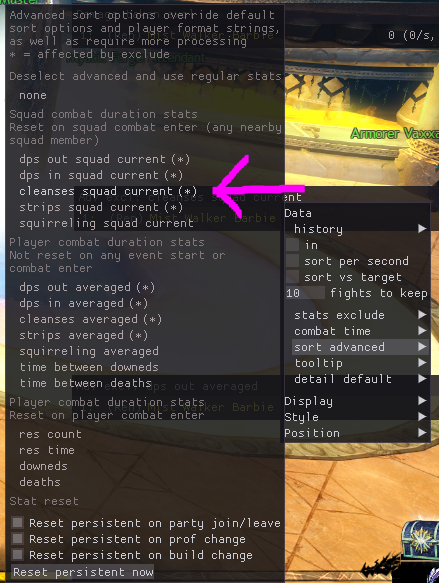 Master
Advanced sort options override default
sort options and player format strings,
as well as require more processing
* = affected by exclude
Deselect advanced and use regular stats
none
Squad combat duration stats
Reset on squad combat enter (any nearby
squad member)
dps out squad current (*)
dps in squad current (*)
cleanses squad current (*)
strips squad current (*)
squirreling squad current
Player combat duration stats
Not reset on any event start or
combat enter
dps out averaged (*)
dps in averaged (*)
cleanses averaged (*)
strips averaged (*)
squirreling averaged
time between downeds
time between deaths
Player combat duration stats
Reset on player combat enter
res count
res time
downeds
deaths
Stat reset
Reset persistent on party join/leave
Reset persistent on prof change
Reset persistent on build change
Reset persistent now
0 (0/s,
Armorer Vaxxa
current
Data
history
in
sort per second
sort vs target
10 fights to keep
stats exclude
combat time
sort advanced
tooltip
detail default
Display
Style
Position
dps out averaged
Mist Walker Barbie